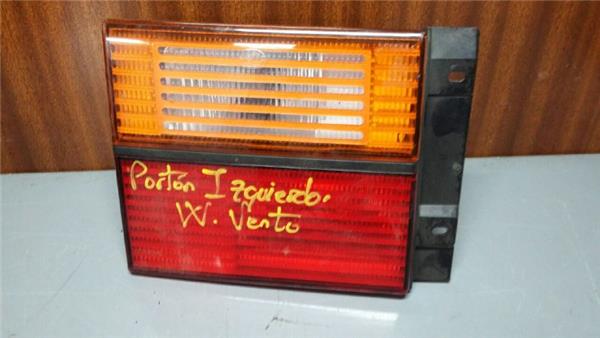 Portón Izquierdo.
W. Vento